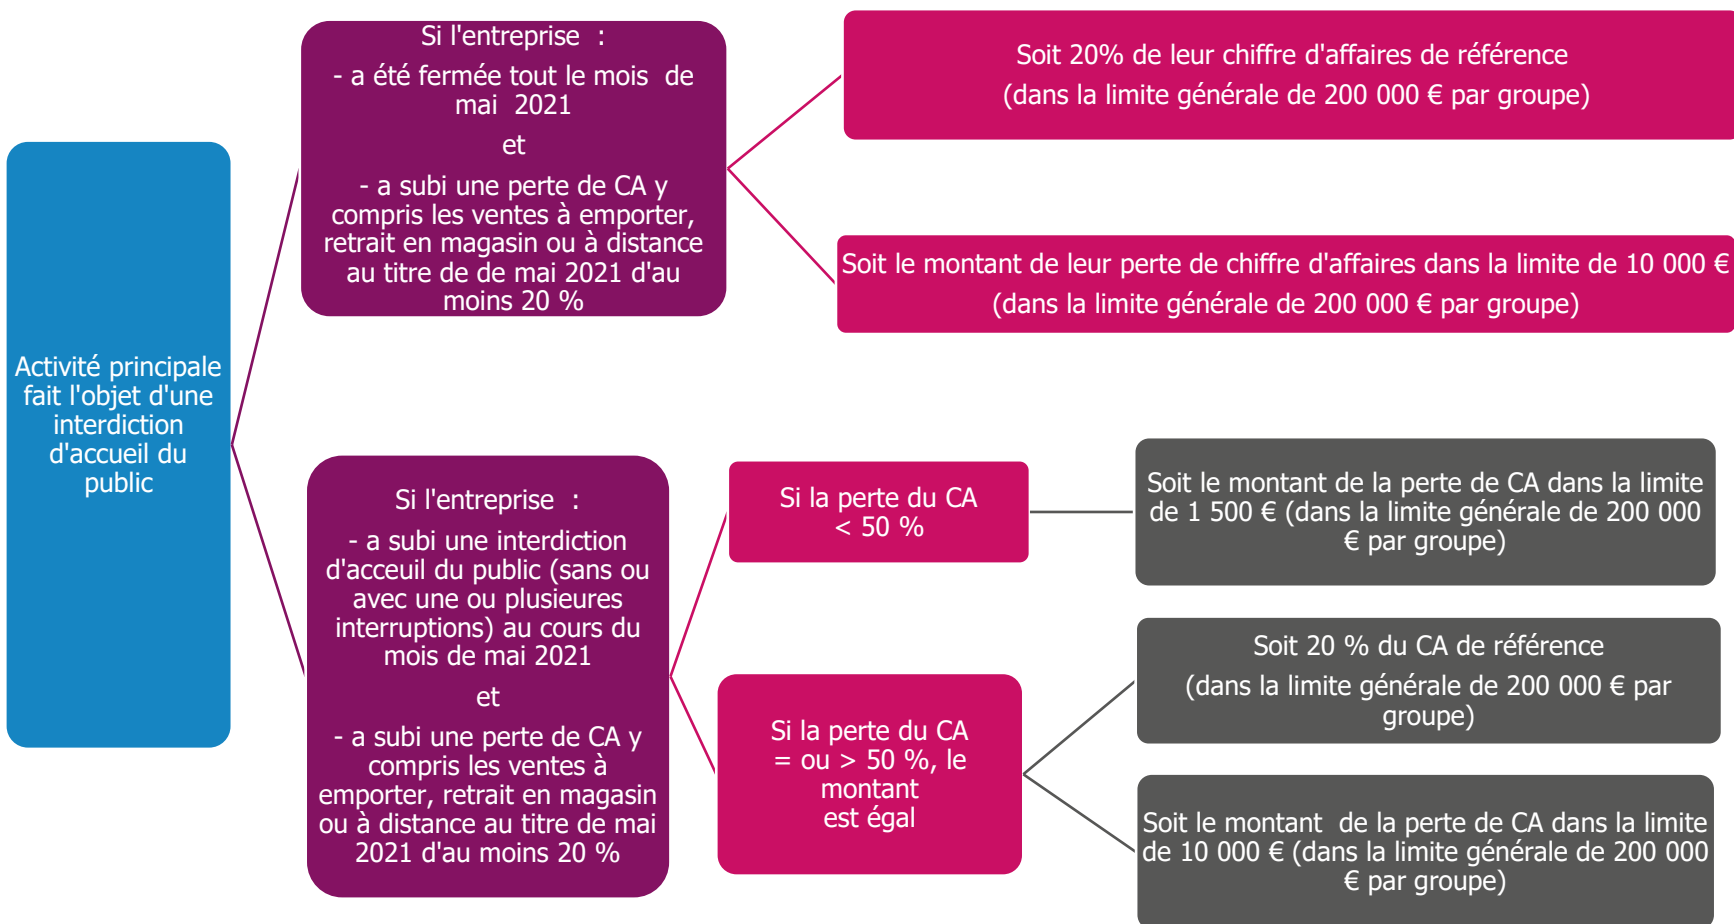 Activité principale
fait l'objet d'une
interdiction
d'accueil du
public
Si l'entreprise  :
- a été fermée tout le mois  de
mai  2021
et
- a subi une perte de CA y
compris les ventes à emporter,
retrait en magasin ou à distance
au titre de de mai 2021 d'au
moins 20 %
Soit 20% de leur chiffre d'affaires de référence
(dans la limite générale de 200 000 € par groupe)
Soit le montant de leur perte de chiffre d'affaires dans la limite de 10 000 €
(dans la limite générale de 200 000 € par groupe)
Si l'entreprise  :
- a subi une interdiction
d'acceuil du public (sans ou
avec une ou plusieures
interruptions) au cours du
mois de mai 2021
et
- a subi une perte de CA y
compris les ventes à
emporter, retrait en magasin
ou à distance au titre de mai
2021 d'au moins 20 %
Si la perte du CA
< 50 %
Soit le montant de la perte de CA dans la limite
de 1 500 € (dans la limite générale de 200 000
€ par groupe)
Si la perte du CA
= ou > 50 %, le
montant
est égal
Soit 20 % du CA de référence
(dans la limite générale de 200 000 € par
groupe)
Soit le montant  de la perte de CA dans la limite
de 10 000 € (dans la limite générale de 200 000
€ par groupe)